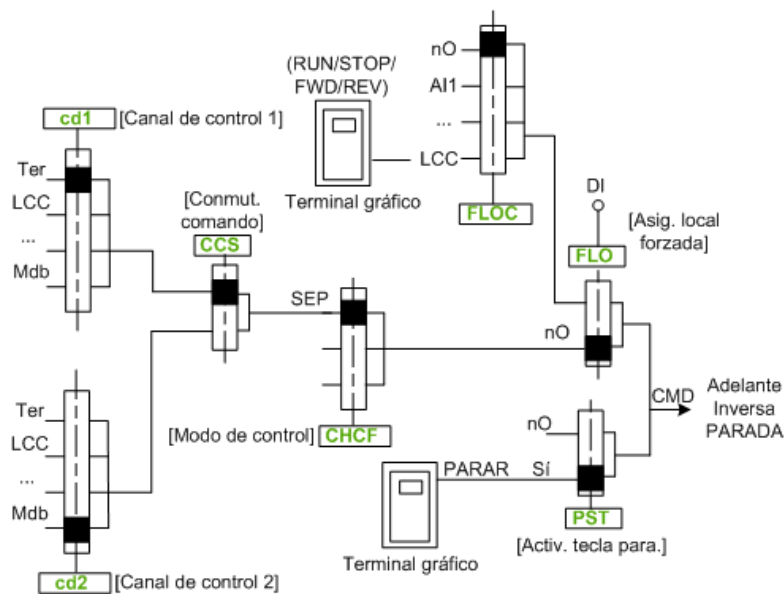 (RUN/STOP/
FWD/REV)
Terminal gráfico
nO
AI1
...
LCC
FLOC
cd1 [Canal de control 1]
Ter
LCC
...
Mdb
[Conmut.
comando]
CCS
DI
[Asig. local
forzada]
FLO
SEP
nO
[Modo de control] CHCF
CMD
Adelante
Inversa
PARADA
Ter
LCC
...
Mdb
cd2 [Canal de control 2]
nO
PARAR Sí
Terminal gráfico
PST
[Activ. tecla para.]